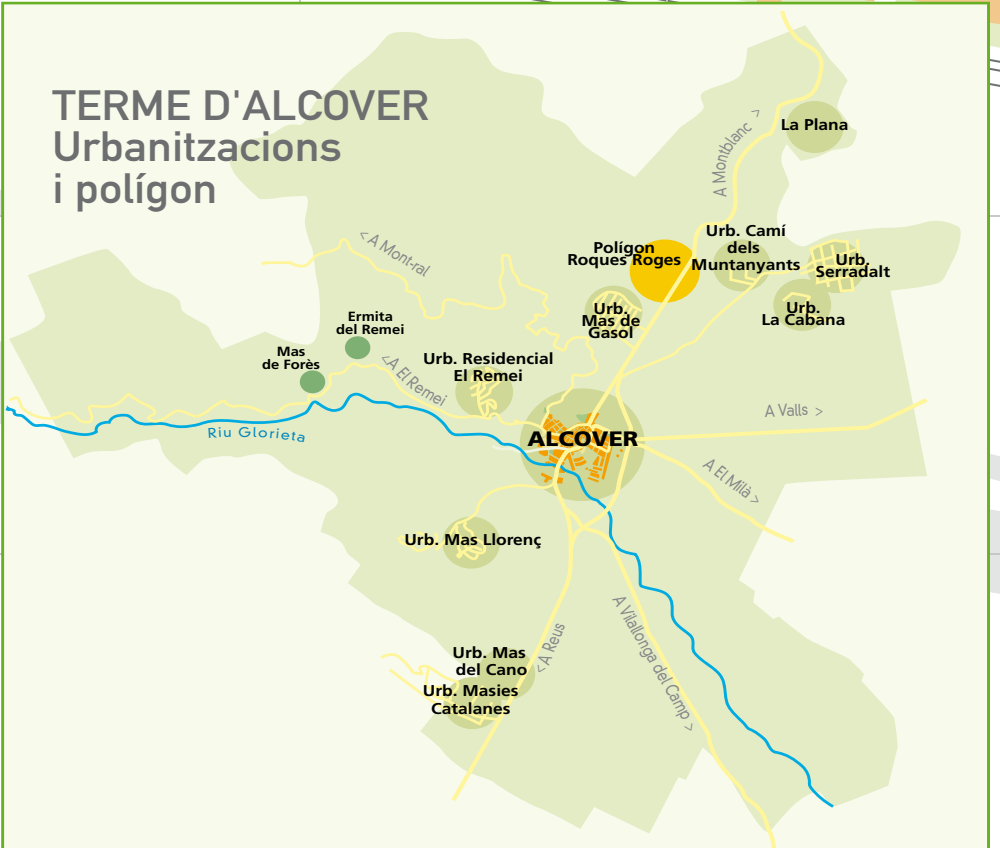 TERME D'ALCOVER
Urbanitzacions
i polígon
La Plana
A Montblanc >
Urb. Camí
dels
Muntanyants
Polígon
Roques Roges
Urb.
Serradalt
Urb.
La Cabana
Urb.
Mas de
Gasol
< A Mont-ral
Ermita
del Remei
Mas
de Forès
<A El Remei
Urb. Residencial
El Remei
A Valls >
Riu Glorieta
ALCOVER
A El Milà >
Urb. Mas Llorenç
<A Reus
A Vilallonga del Camp >
Urb. Mas
del Cano
Urb. Masies
Catalanes